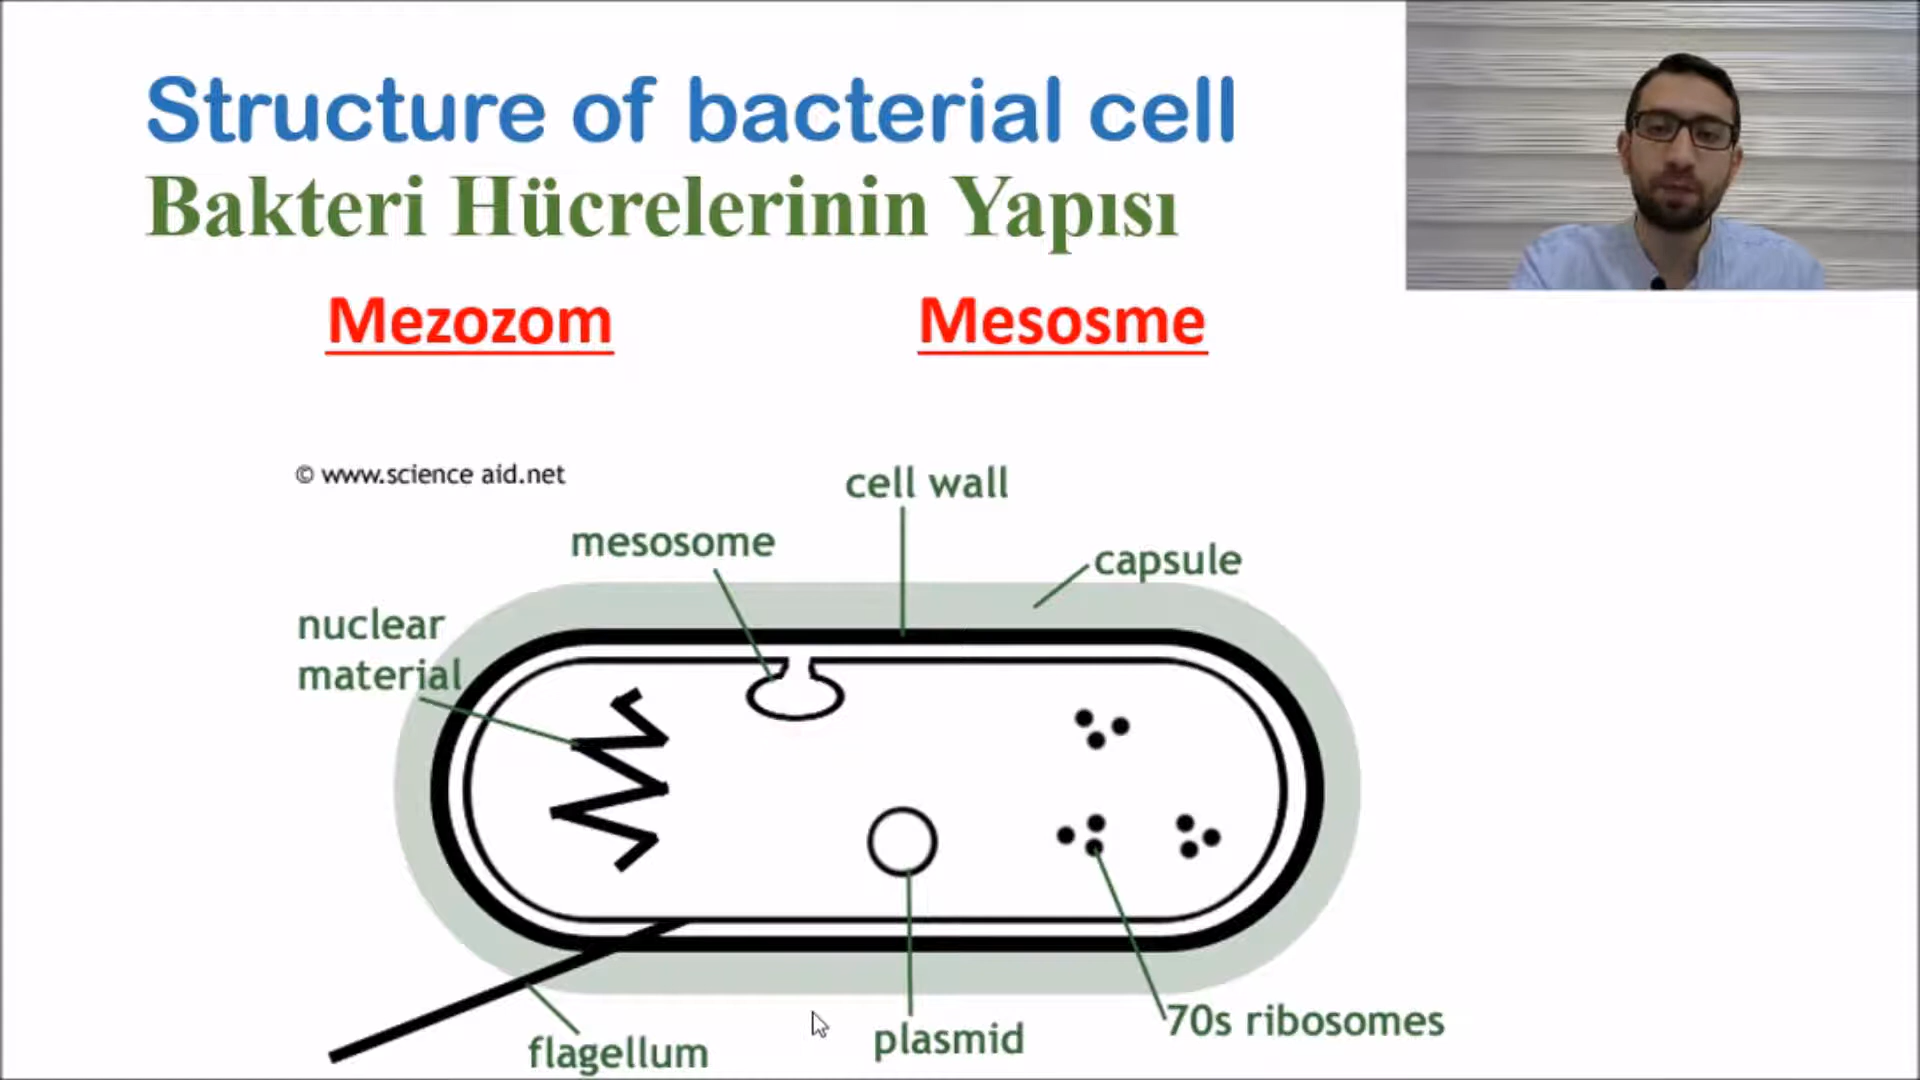 Structure of bacterial cell
Bakteri Hücrelerinin Yapısı
Mezozom Mesosme
© www.science aid.net
cell wall
mesosome
capsule
nuclear
material
70s ribosomes
plasmid
flagellum